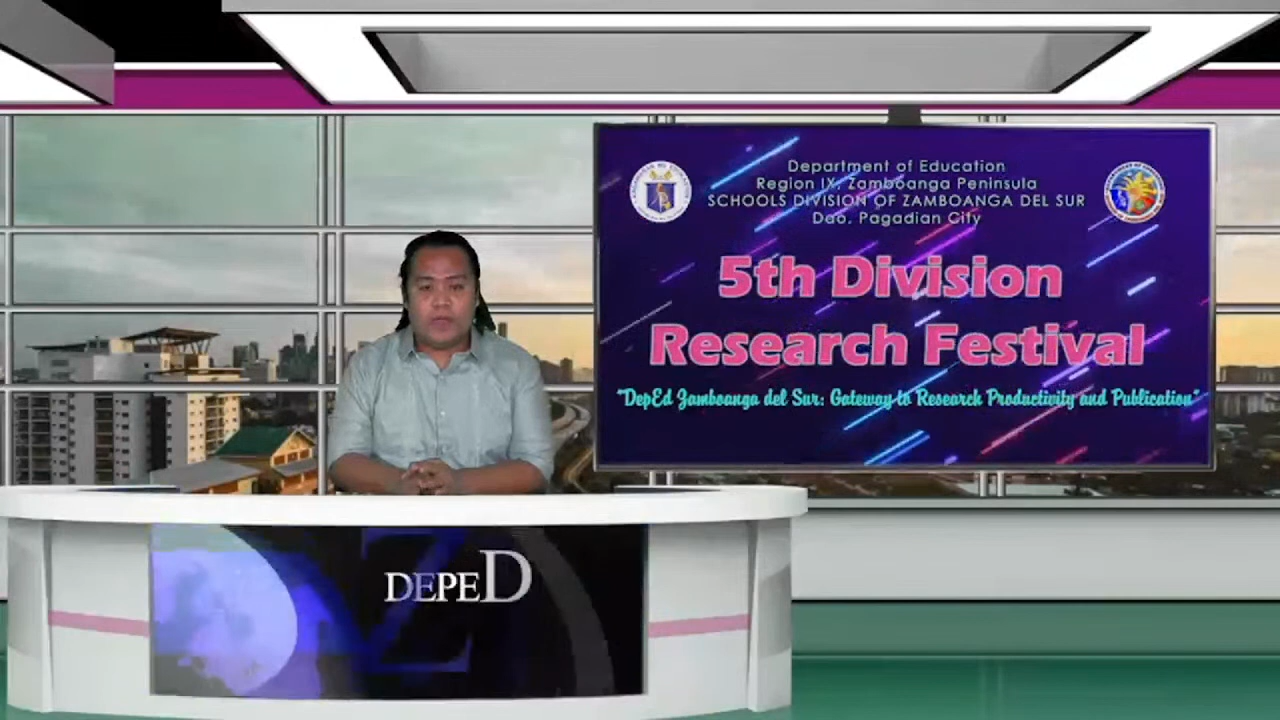 Department of Education
Region IX, Zamboanga Peninsula
SCHOOLS DIVISION OF ZAMBOANGA DEL SUR
Dao, Pagadian City
5th Division
Research Festival
"DepEd Zamboanga del Sur: Gateway to Research Productivity and Publication"
DEPED